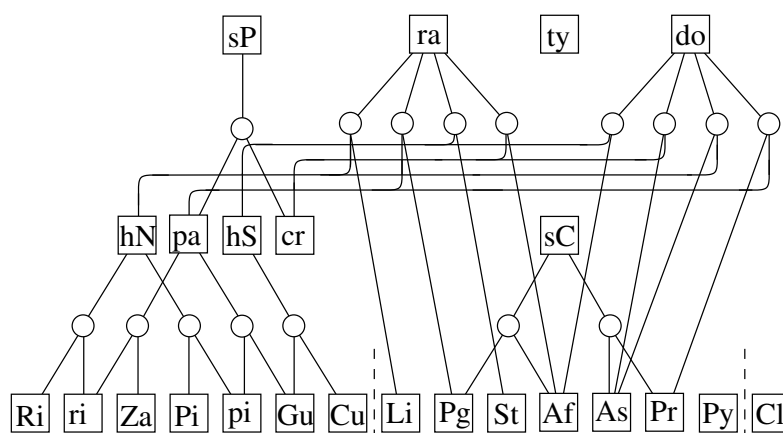 sP ra ty do
hN pa hS cr sC
Ri ri Za Pi pi Gu Cu Li Pg St Af As Pr Py Cl